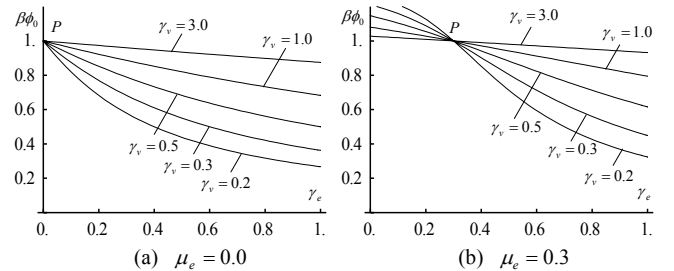 βϕ₀ P γᵥ = 3.0
1. γᵥ = 1.0
0.8
0.6
0.4 γᵥ = 0.5
γᵥ = 0.3
0.2 γᵥ = 0.2
γₑ
0. 0.2 0.4 0.6 0.8 1.
(a) μₑ = 0.0
βϕ₀ P γᵥ = 3.0
1. γᵥ = 1.0
0.8
0.6
γᵥ = 0.5
0.4 γᵥ = 0.3
0.2 γᵥ = 0.2
γₑ
0. 0.2 0.4 0.6 0.8 1.
(b) μₑ = 0.3